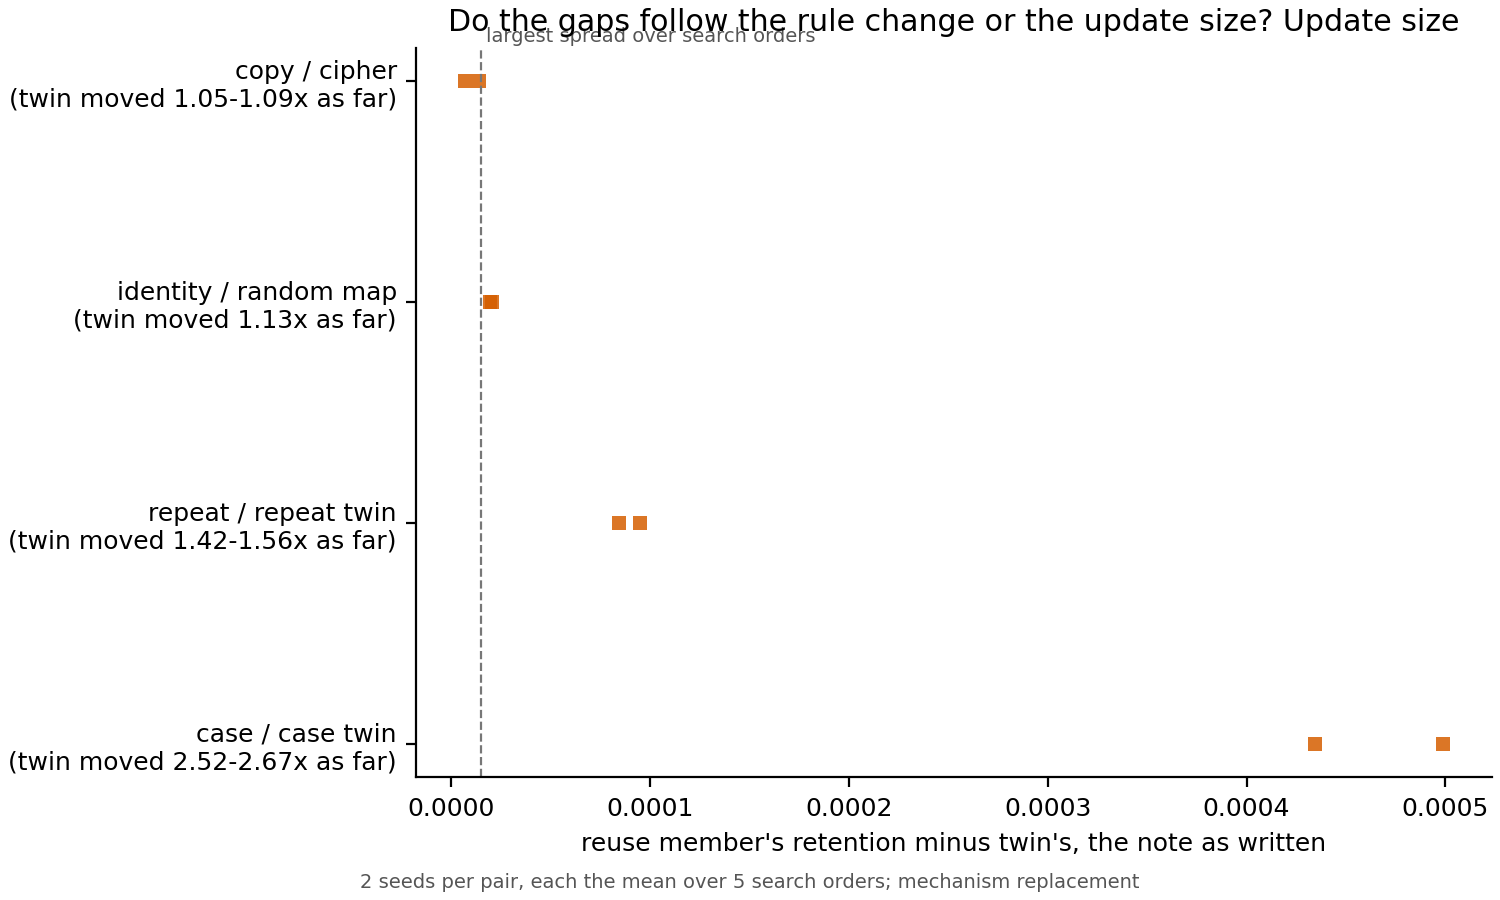 Do the gaps follow the rule change or the update size? Update size
largest spread over search orders
copy / cipher
(twin moved 1.05-1.09x as far)
identity / random map
(twin moved 1.13x as far)
repeat / repeat twin
(twin moved 1.42-1.56x as far)
case / case twin
(twin moved 2.52-2.67x as far)
0.0000 0.0001 0.0002 0.0003 0.0004 0.0005
reuse member's retention minus twin's, the note as written
2 seeds per pair, each the mean over 5 search orders; mechanism replacement